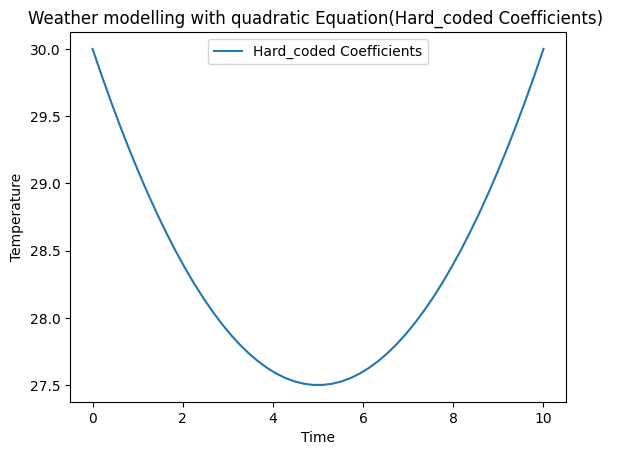 Weather modelling with quadratic Equation(Hard_coded Coefficients)
Hard_coded Coefficients
30.0
29.5
29.0
28.5
28.0
27.5
Temperature
0 2 4 6 8 10
Time